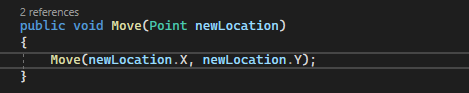 2 references
public void Move(Point newLocation)
{
Move(newLocation.X, newLocation.Y);
}